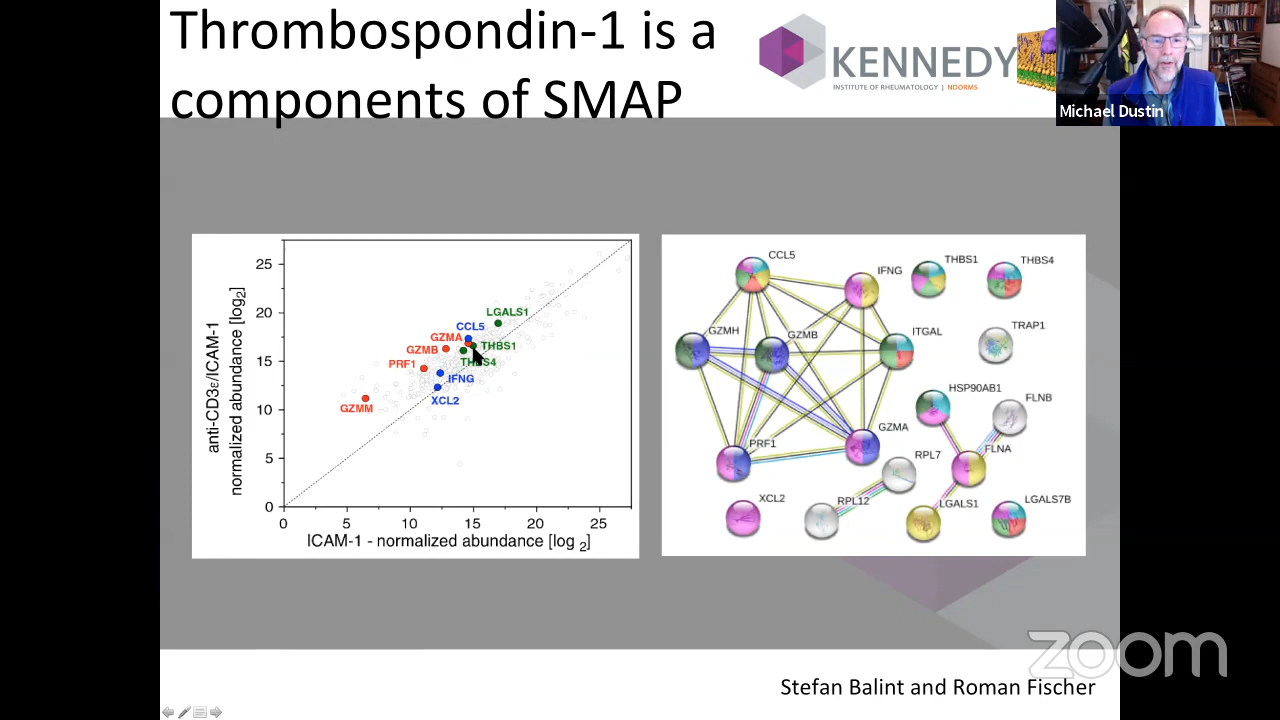 Thrombospondin-1 is a
components of SMAP
KENNEDY
INSTITUTE OF RHEUMATOLOGY | NDORMS
Michael Dustin
25
20
15
10
5
0
0
5
10
15
20
25
anti-CD3ε/ICAM-1
normalized abundance [log2]
ICAM-1 - normalized abundance [log 2]
LGALS1
CCL5
GZMA
THBS1
GZMB
THBS4
PRF1
IFNG
XCL2
GZMM
CCL5
IFNG
THBS1
THBS4
GZMH
GZMB
ITGAL
TRAP1
HSP90AB1
FLNB
PRF1
GZMA
RPL7
FLNA
XCL2
RPL12
LGALS1
LGALS7B
zoom
Stefan Balint and Roman Fischer